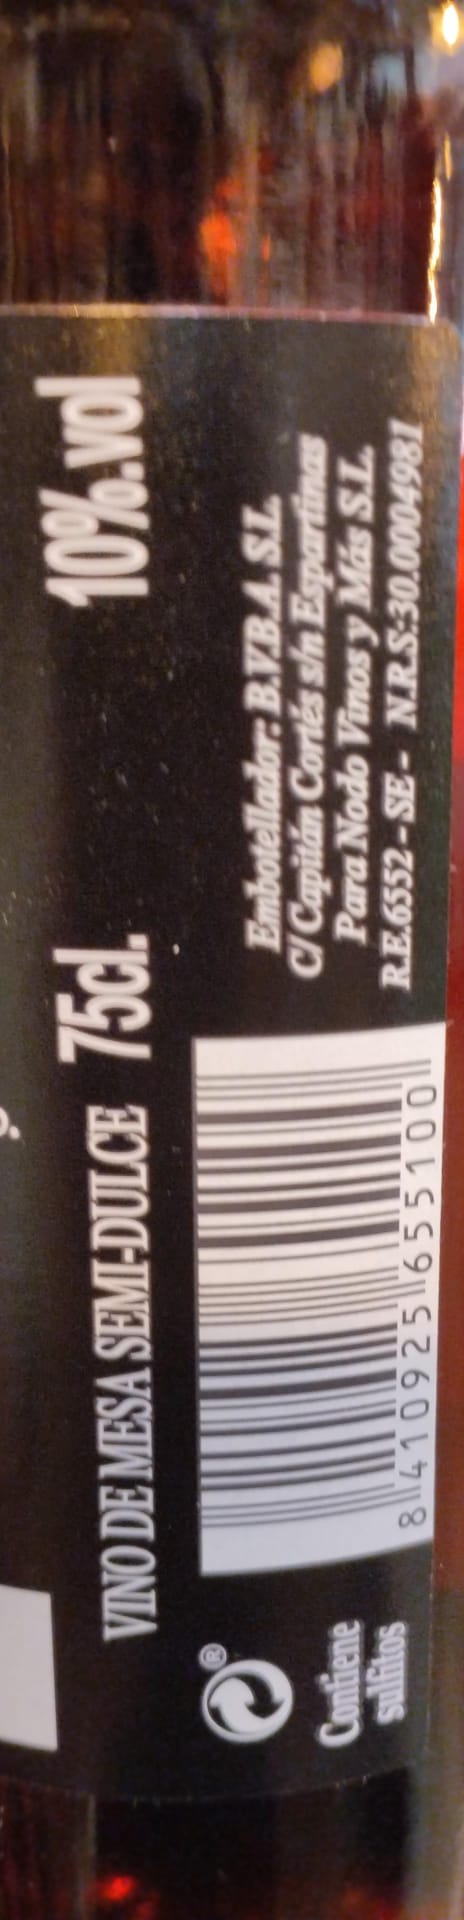 VINO DE MESA SEMI-DULCE 75cl. 10%.vol
Embotellador: B.V.B.A. S.L.
C/ Capitán Cortés s/n Espartinas
Para Nodo Vinos y Más S.L.
R.E.6552-SE- N.R.S:30.0004981
8 410925 655100
®
Contiene
sulfitos